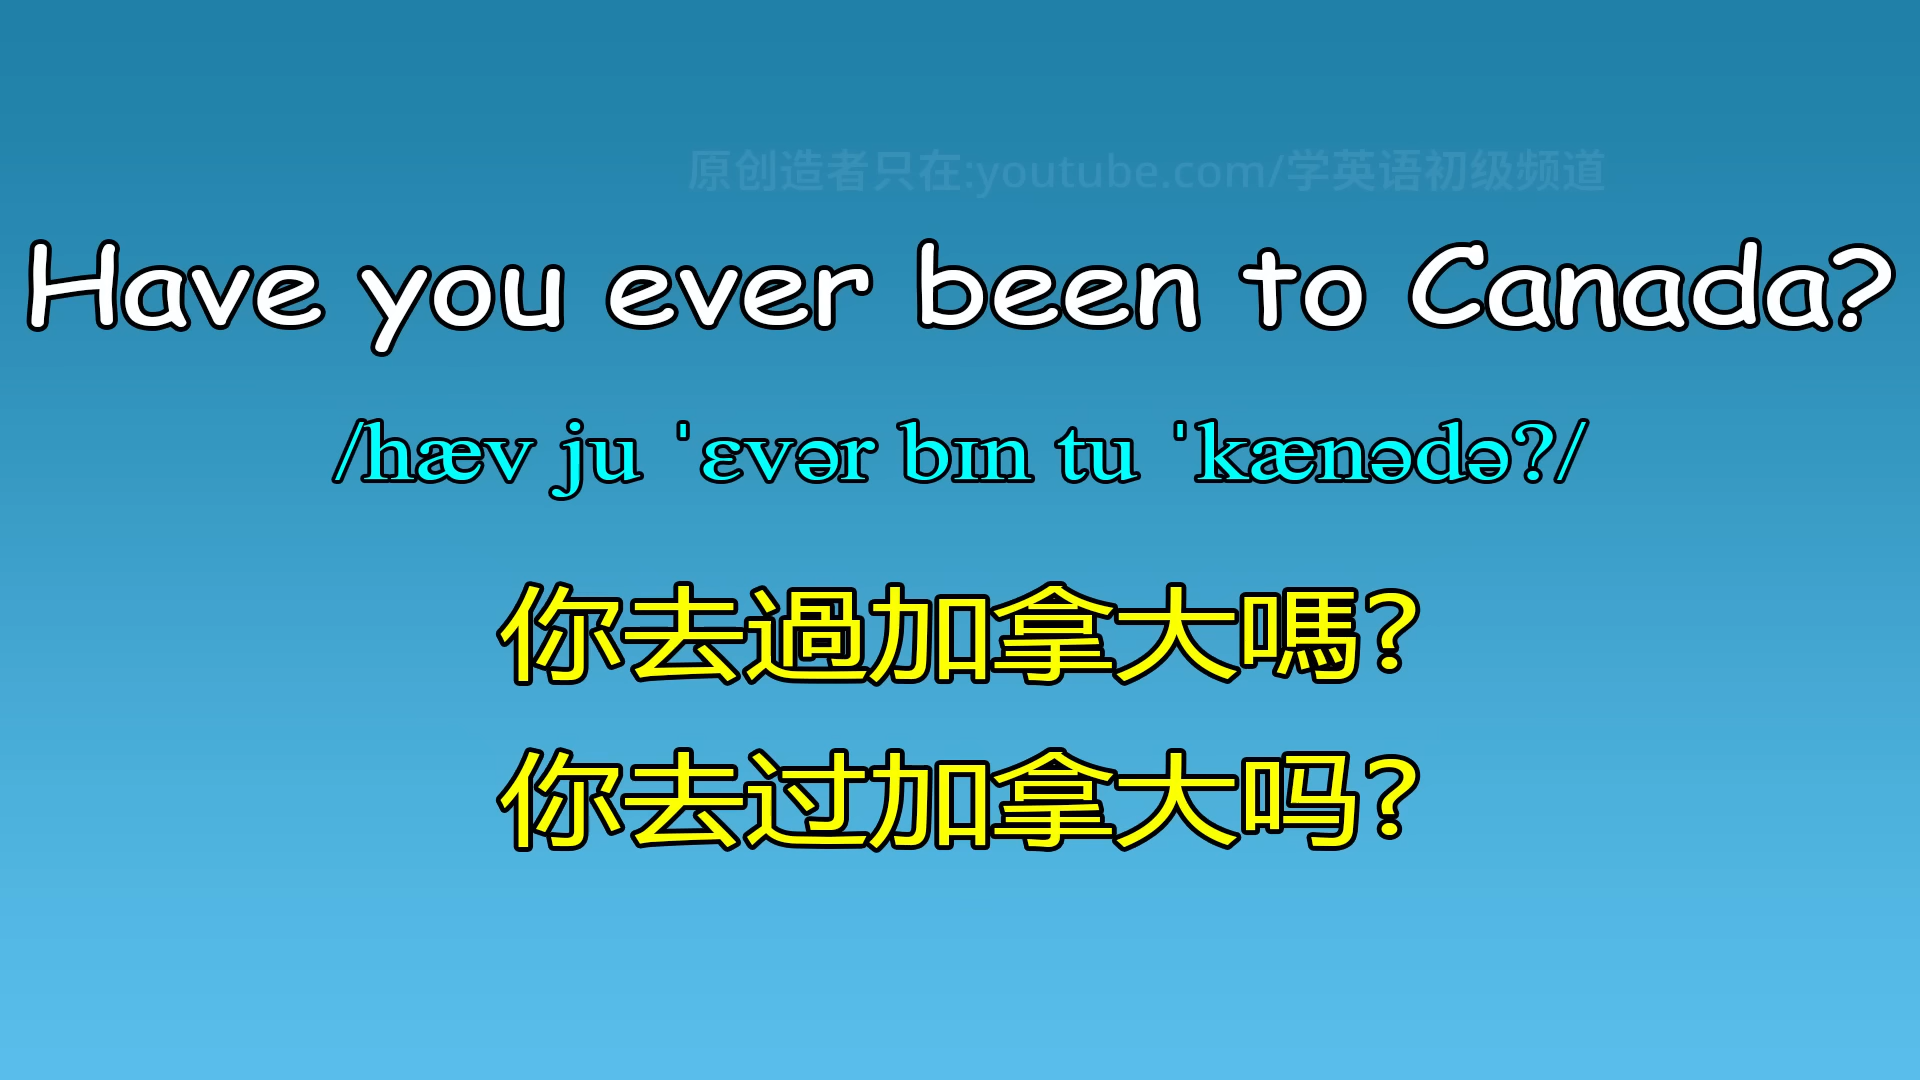 原创造者只在:youtube.com/学英语初级频道
Have you ever been to Canada?
/hæv ju ˈɛvər bɪn tu ˈkænədə?/
你去過加拿大嗎?
你去过加拿大吗?